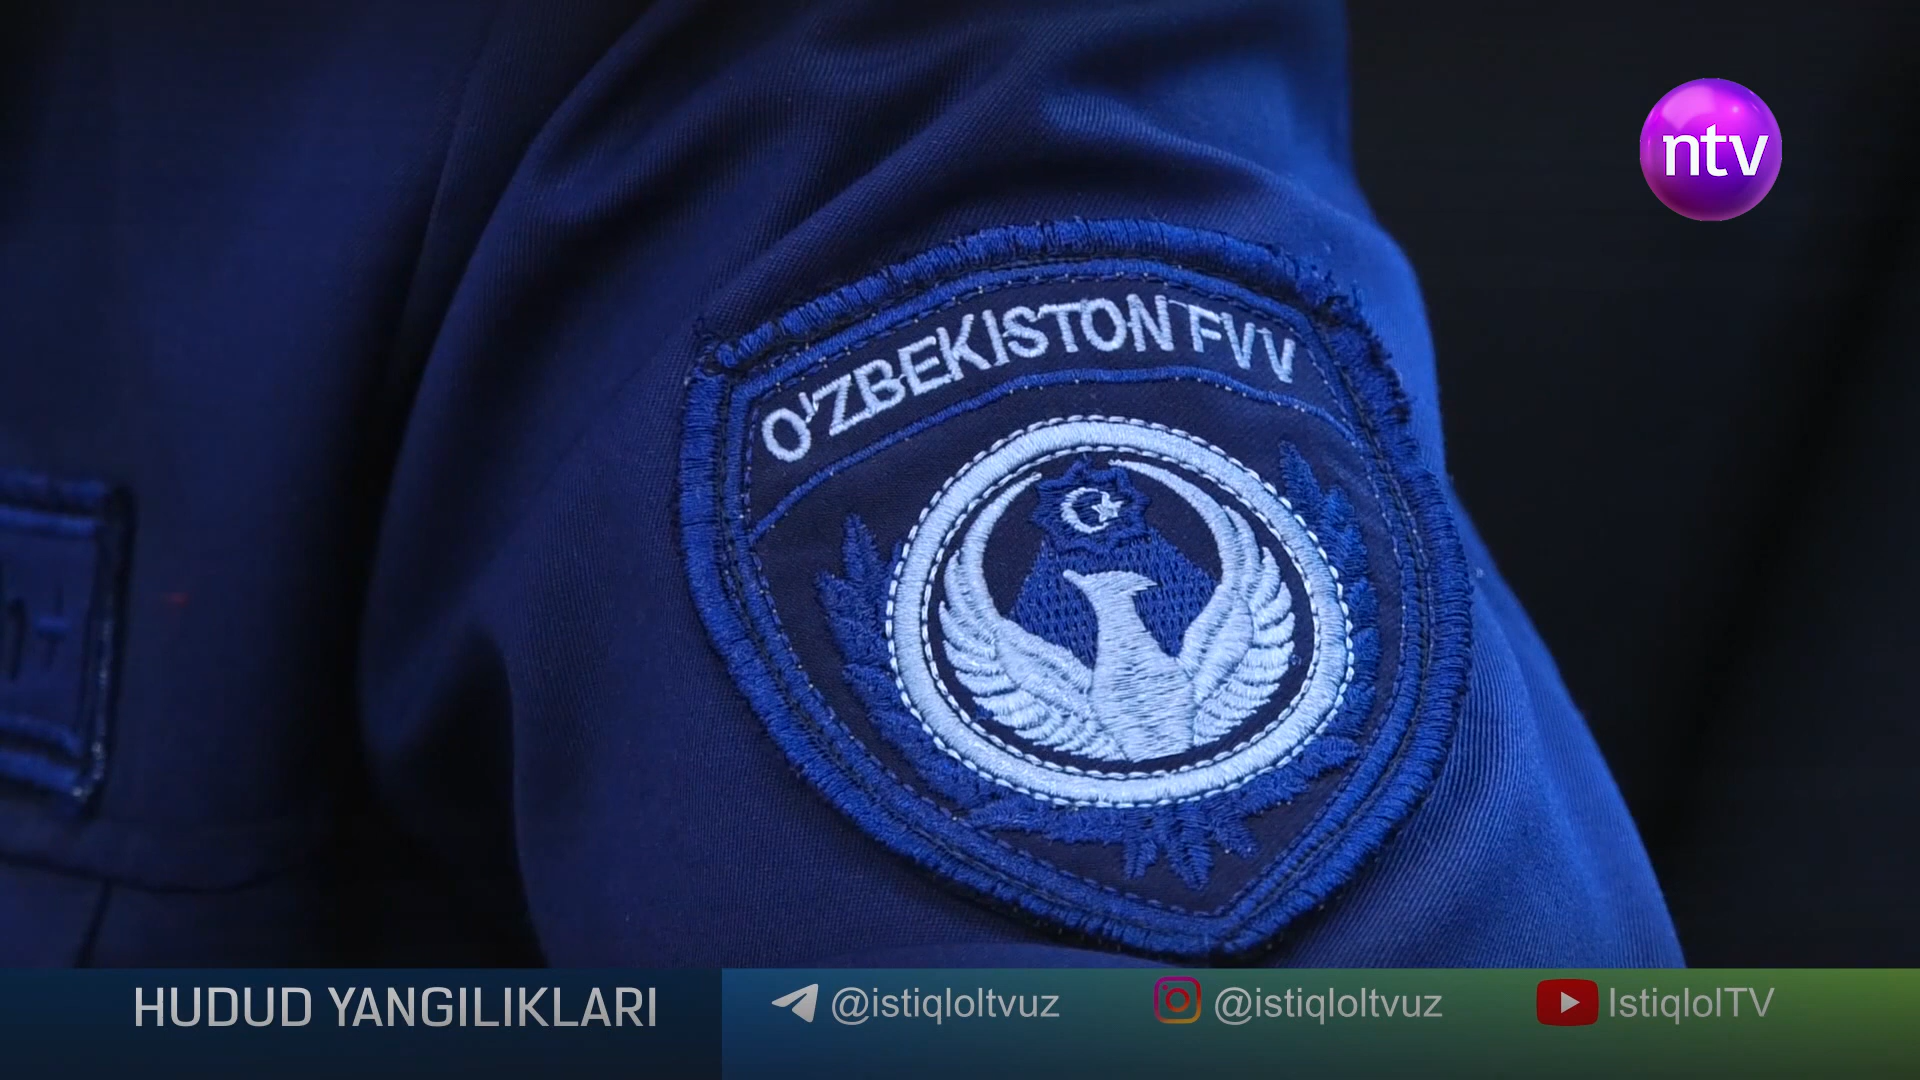 ntv
O'ZBEKISTON FVV
HUDUD YANGILIKLARI
@istiqloltvuz
@istiqloltvuz
IstiqlolTV